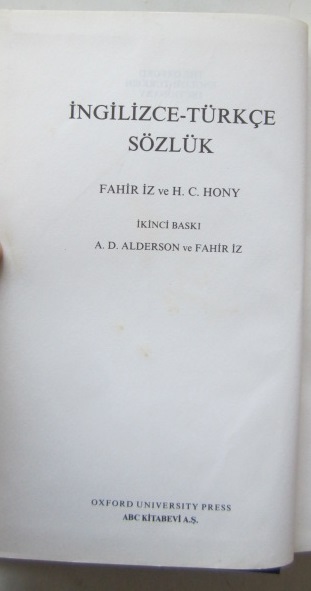 İNGİLİZCE-TÜRKÇE
SÖZLÜK
FAHİR İZ ve H. C. HONY
İKİNCİ BASKI
A. D. ALDERSON ve FAHİR İZ
OXFORD UNIVERSITY PRESS
ABC KİTABEVİ A.Ş.